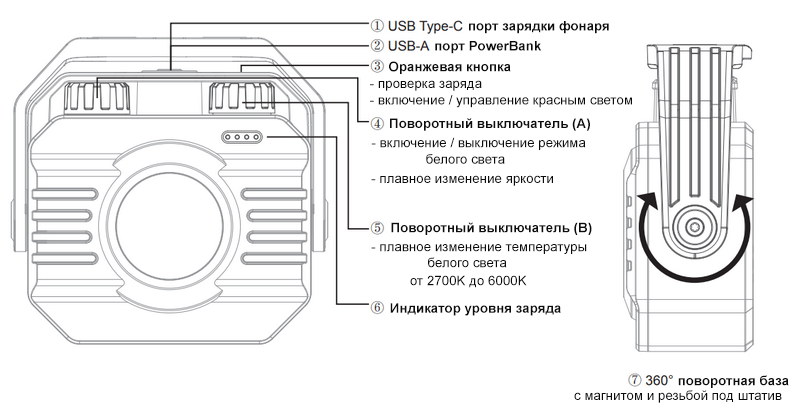 ① USB Type-C порт зарядки фонаря
② USB-A порт PowerBank
③ Оранжевая кнопка
- проверка заряда
- включение / управление красным светом
④ Поворотный выключатель (А)
- включение / выключение режима
белого света
- плавное изменение яркости
⑤ Поворотный выключатель (В)
- плавное изменение температуры
белого света
от 2700K до 6000K
⑥ Индикатор уровня заряда
⑦ 360° поворотная база
с магнитом и резьбой под штатив